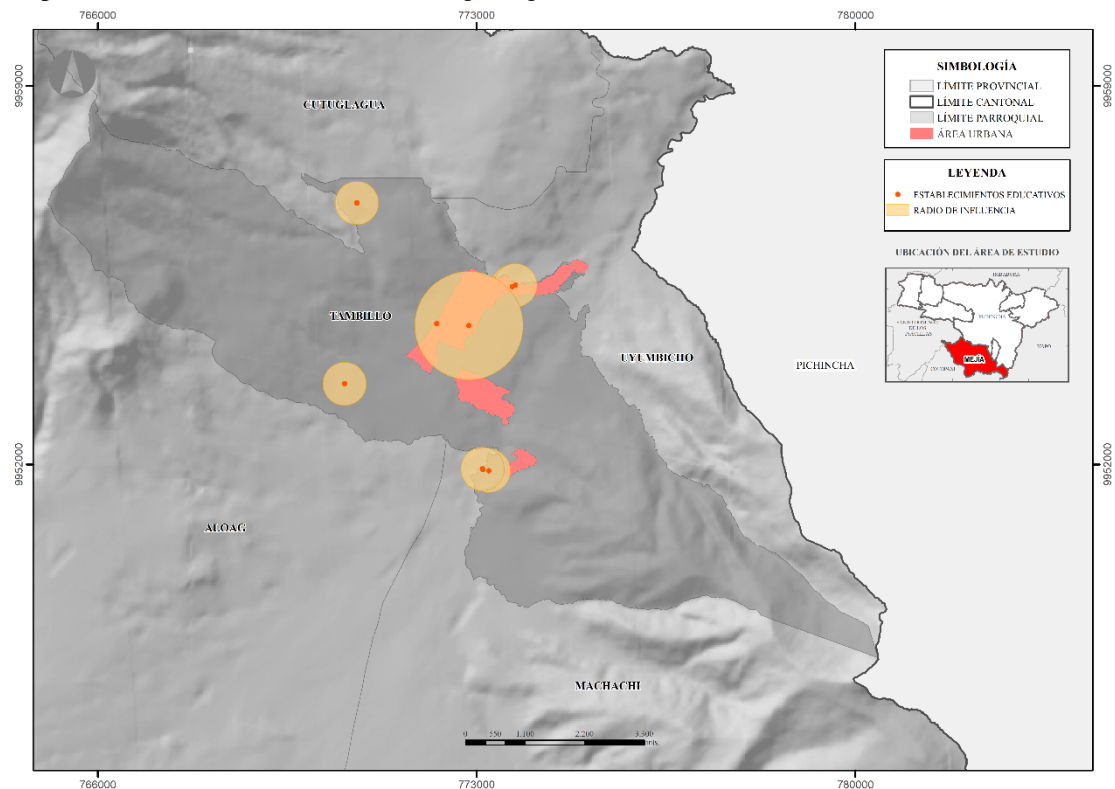 766000
773000
780000
9959000
9959000
SIMBOLOGÍA
LÍMITE PROVINCIAL
LÍMITE CANTONAL
LÍMITE PARROQUIAL
ÁREA URBANA
CUTUGLAGUA
LEYENDA
ESTABLECIMIENTOS EDUCATIVOS
RADIO DE INFLUENCIA
UBICACIÓN DEL ÁREA DE ESTUDIO
PICHINCHA
MEJÍA
TAMBILLO
UYUMBICHO
PICHINCHA
9952000
9952000
ALOAG
MACHACHI
0 550 1.100 2.200 3.300
mts.
766000
773000
780000